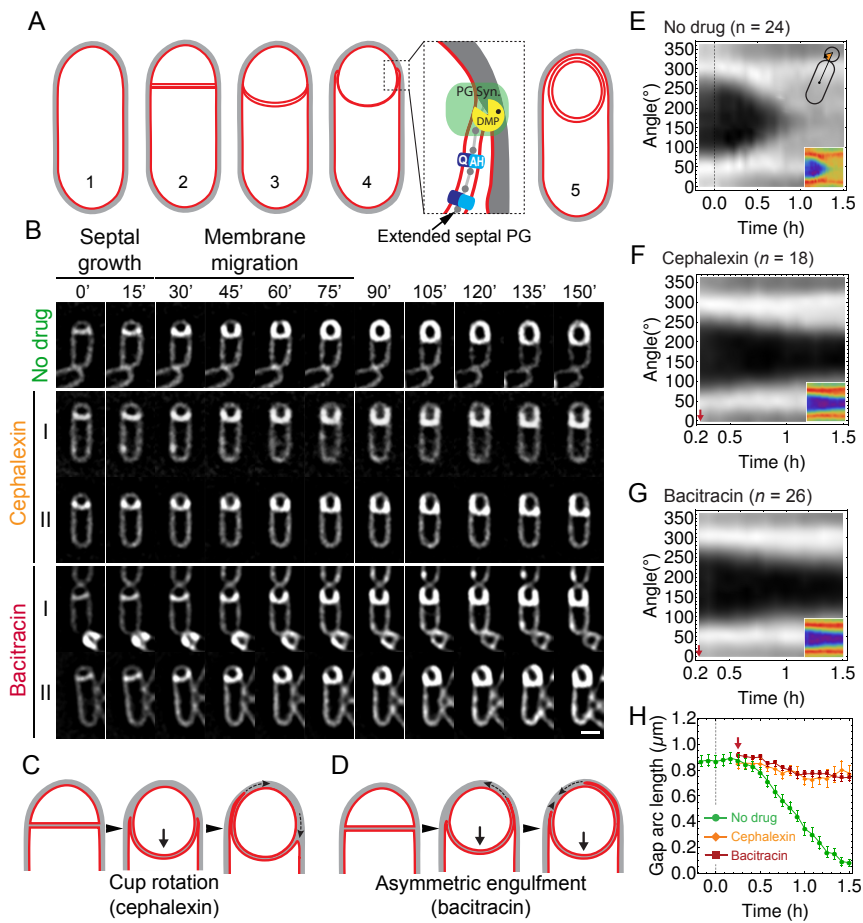 A
1
2
3
4
PG Syn.
DMP
Q
AH
Extended septal PG
5
B
Septal growth
Membrane migration
0' 15' 30' 45' 60' 75' 90' 105' 120' 135' 150'
No drug
Cephalexin
I
II
Bacitracin
I
II
C
Cup rotation
(cephalexin)
D
Asymmetric engulfment
(bacitracin)
E
No drug (n = 24)
Angle(°)
350
300
250
200
150
100
50
0
0.0 0.5 1.0 1.5
Time (h)
F
Cephalexin (n = 18)
Angle(°)
350
300
250
200
150
100
50
0
0.2 0.5 1 1.5
Time (h)
G
Bacitracin (n = 26)
Angle(°)
350
300
250
200
150
100
50
0
0.2 0.5 1 1.5
Time (h)
H
Gap arc length (µm)
1.2
1.0
0.8
0.6
0.4
0.2
0
No drug
Cephalexin
Bacitracin
0.0 0.5 1.0 1.5
Time (h)